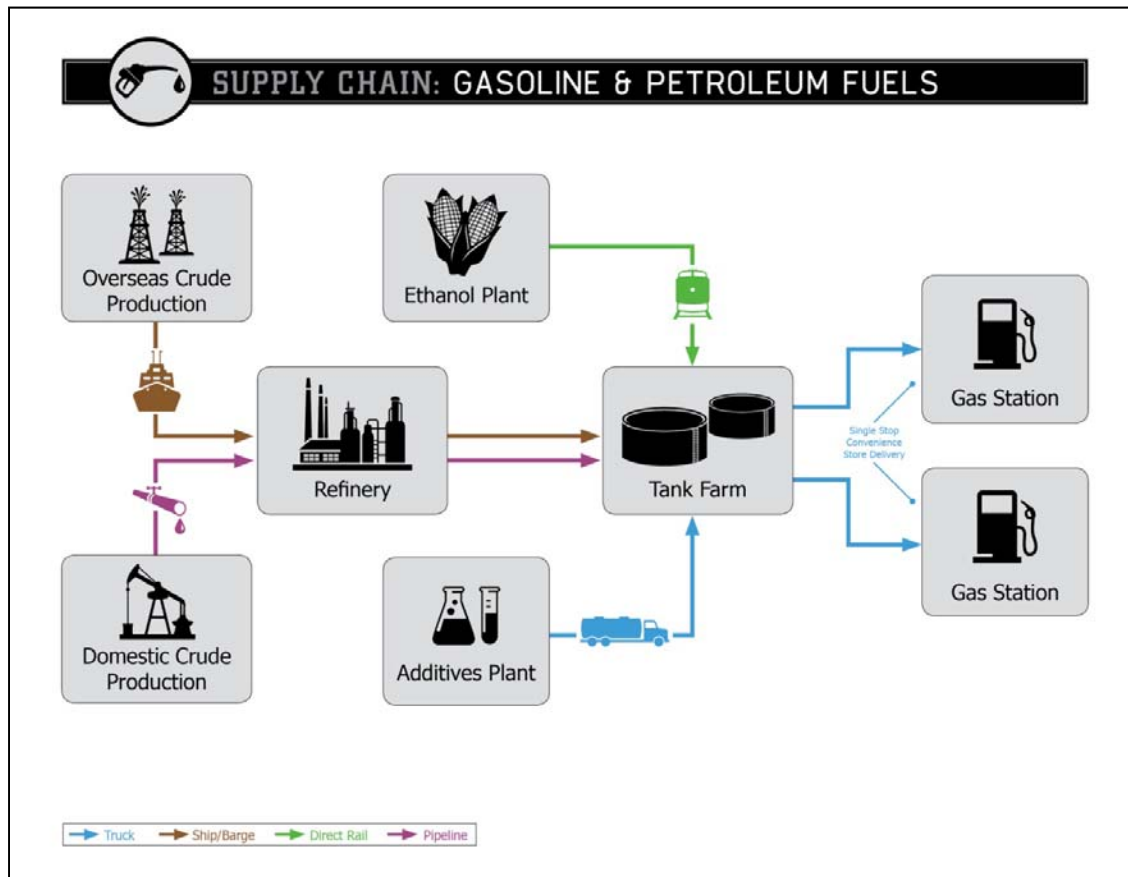 SUPPLY CHAIN: GASOLINE & PETROLEUM FUELS
Overseas Crude
Production
Ethanol Plant
Gas Station
Refinery
Tank Farm
Single Stop
Convenience
Store Delivery
Domestic Crude
Production
Additives Plant
Gas Station
Truck Ship/Barge Direct Rail Pipeline